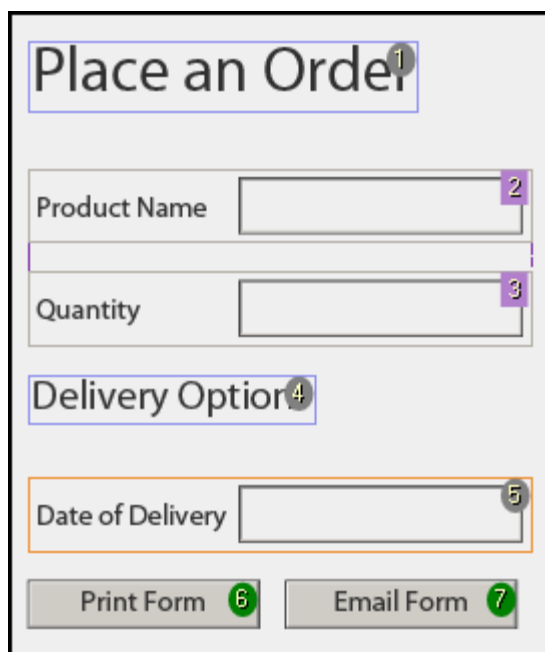 Place an Order 1
Product Name 2
Quantity 3
Delivery Option 4
Date of Delivery 5
Print Form 6 Email Form 7